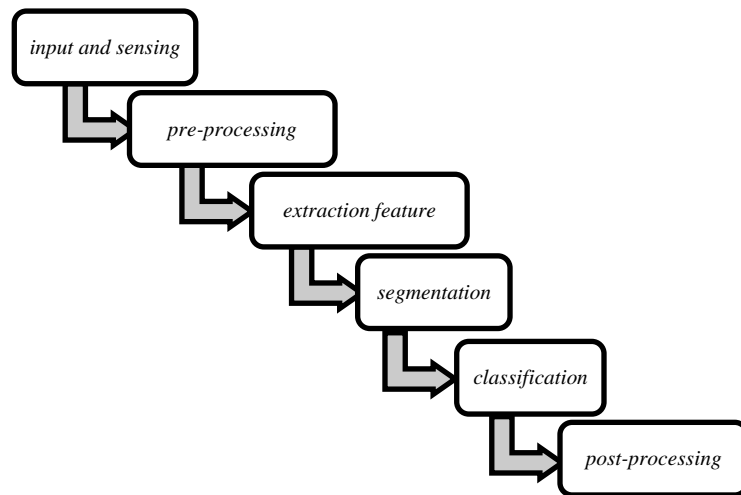 input and sensing
pre-processing
extraction feature
segmentation
classification
post-processing